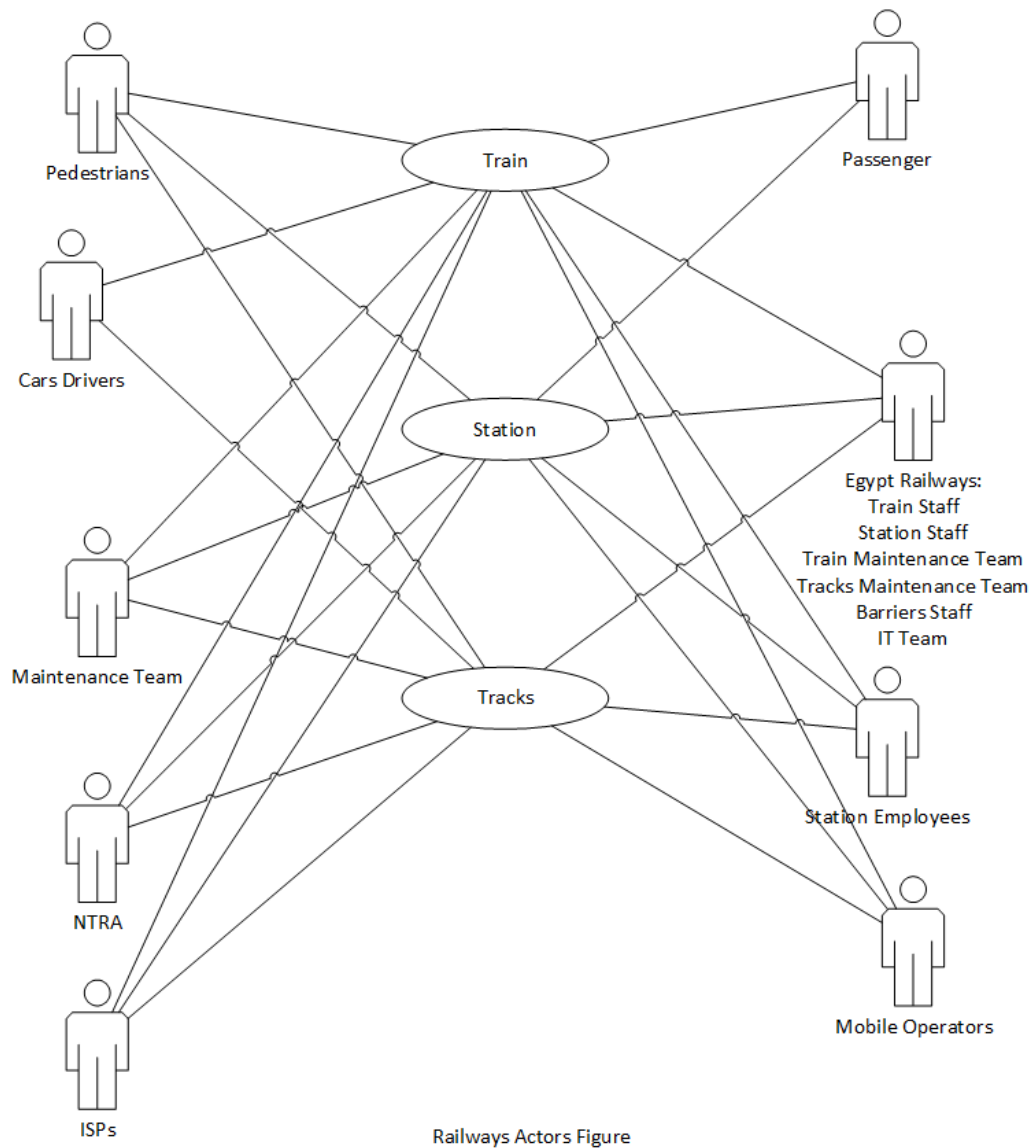 Pedestrians
Passenger
Train
Cars Drivers
Station
Egypt Railways:
Train Staff
Station Staff
Train Maintenance Team
Tracks Maintenance Team
Barriers Staff
IT Team
Maintenance Team
Tracks
Station Employees
NTRA
Mobile Operators
ISPs
Railways Actors Figure